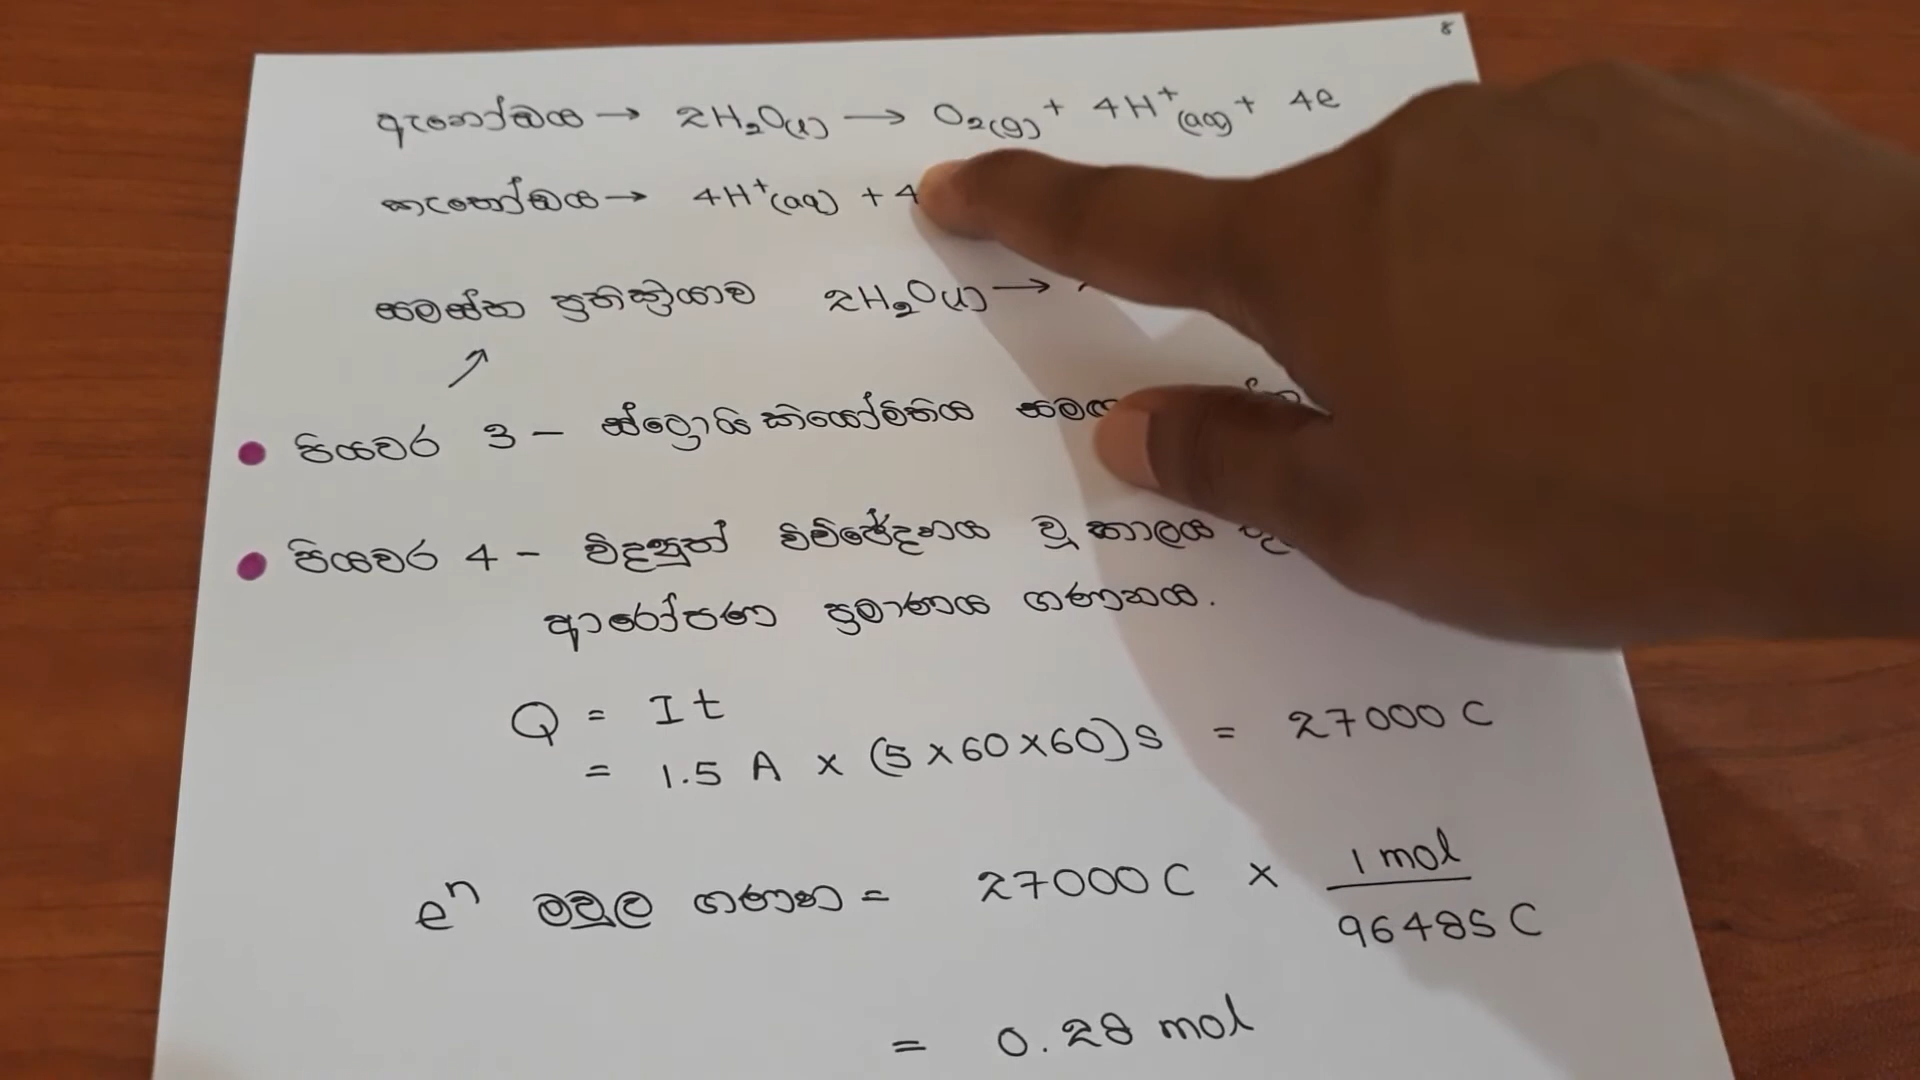 8
ඇනෝඩය → 2H₂O(l) → O₂(g) + 4H⁺(aq) + 4e
කැතෝඩය → 4H⁺(aq) + 4
සමස්ත ප්‍රතික්‍රියාව 2H₂O(l) →
↗
● පියවර 3 – ස්ටොයිකියෝමිතිය
● පියවර 4 – විද්‍යුත් විච්ඡේදනය වූ කාලය
ආරෝපණ ප්‍රමාණය ගණනය.
Q = It
= 1.5 A × (5×60×60)s = 27000 C
eⁿ මවුල ගණන = 27000 C × 1 mol / 96485 C
= 0.28 mol